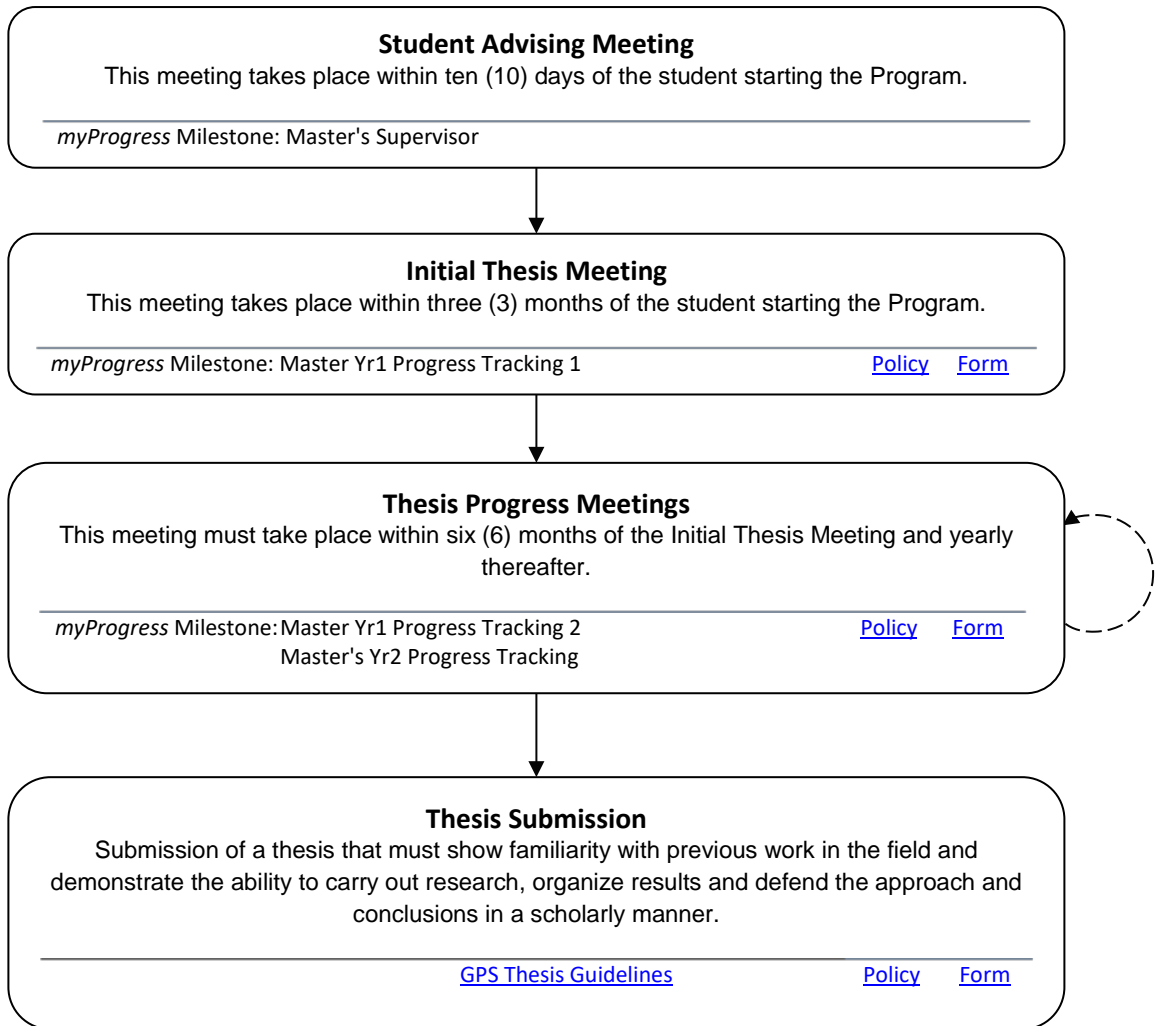 Student Advising Meeting
This meeting takes place within ten (10) days of the student starting the Program.
myProgress Milestone: Master's Supervisor
Initial Thesis Meeting
This meeting takes place within three (3) months of the student starting the Program.
myProgress Milestone: Master Yr1 Progress Tracking 1 Policy Form
Thesis Progress Meetings
This meeting must take place within six (6) months of the Initial Thesis Meeting and yearly
thereafter.
myProgress Milestone: Master Yr1 Progress Tracking 2 Policy Form
Master's Yr2 Progress Tracking
Thesis Submission
Submission of a thesis that must show familiarity with previous work in the field and
demonstrate the ability to carry out research, organize results and defend the approach and
conclusions in a scholarly manner.
GPS Thesis Guidelines Policy Form